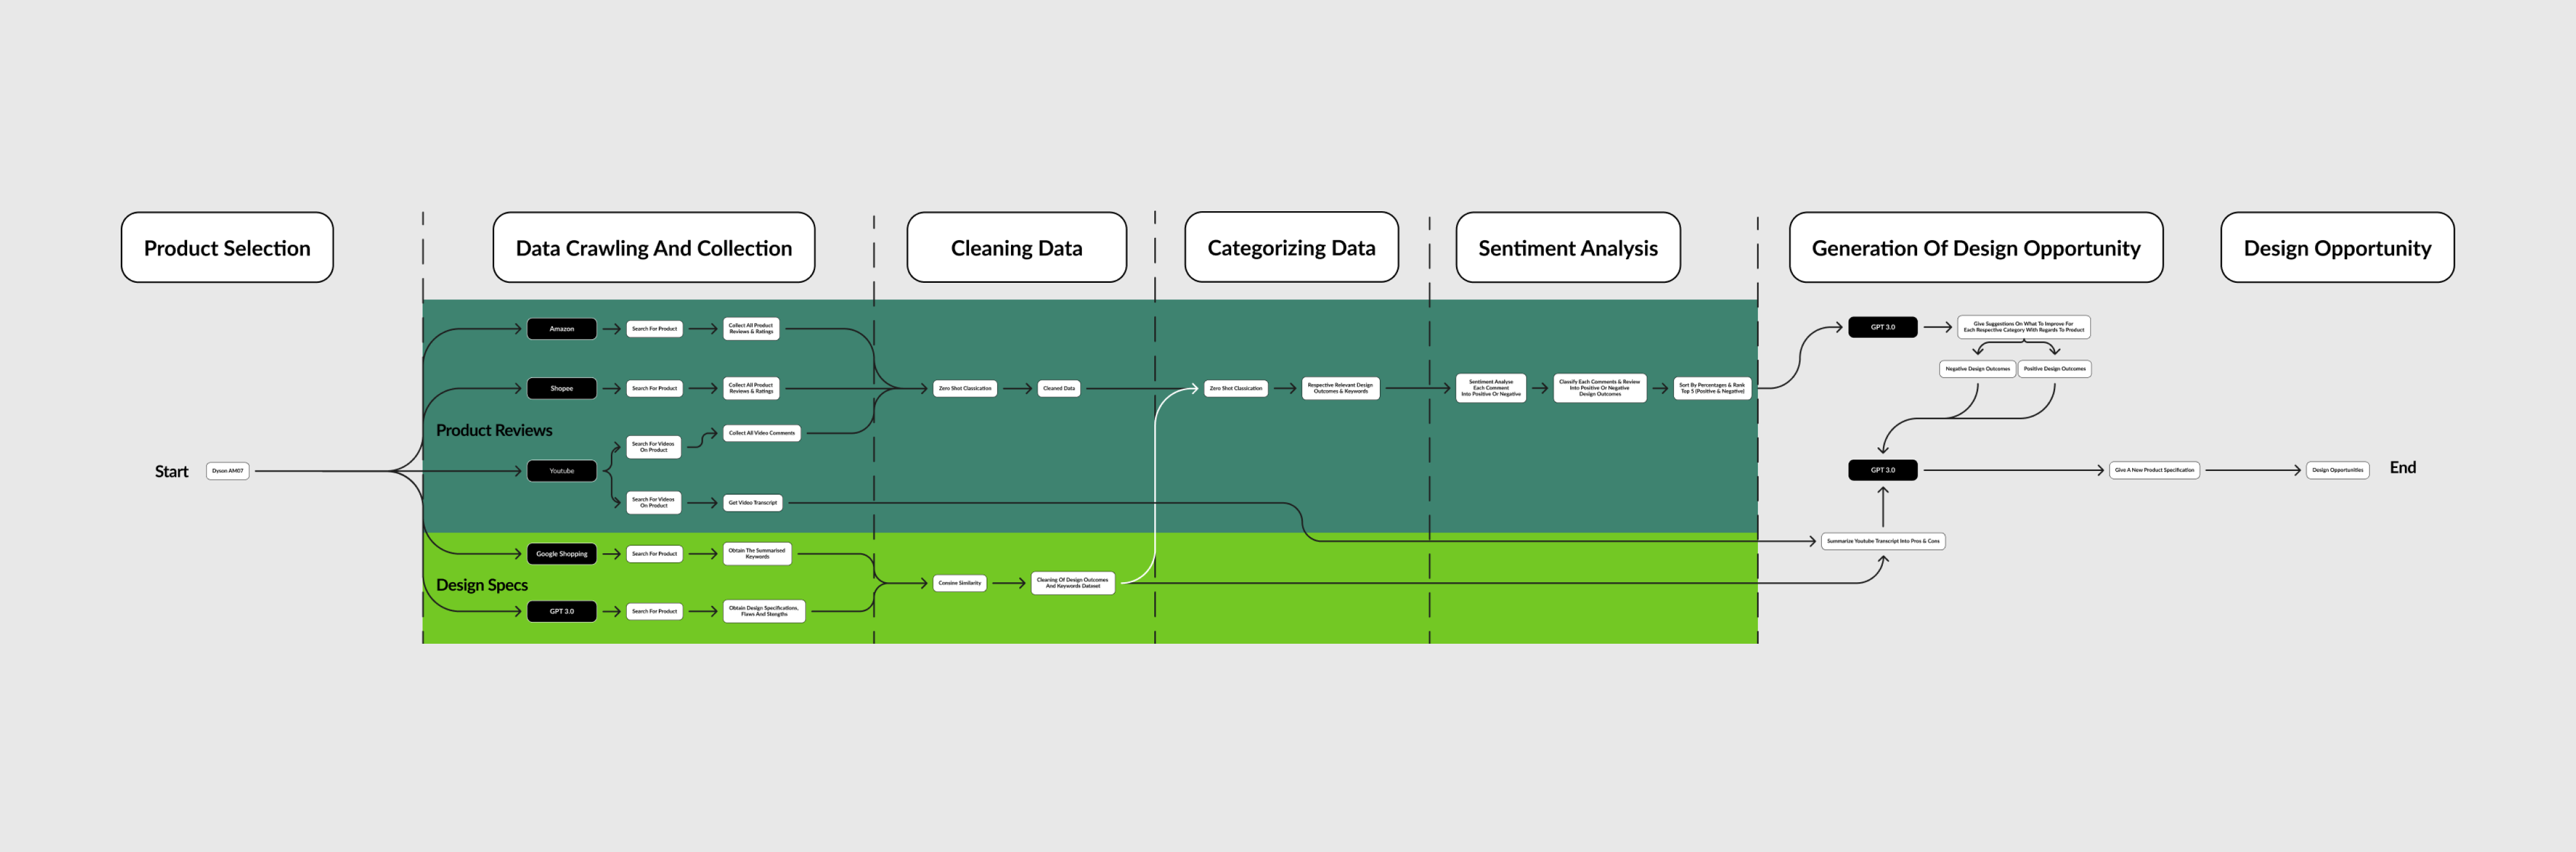 Product Selection
Data Crawling And Collection
Cleaning Data
Categorizing Data
Sentiment Analysis
Generation Of Design Opportunity
Design Opportunity
Start
Dyson AM07
Product Reviews
Amazon
Search For Product
Collect All Product
Reviews & Ratings
Shopee
Search For Product
Collect All Product
Reviews & Ratings
Youtube
Search For Videos
On Product
Collect All Video Comments
Search For Videos
On Product
Get Video Transcript
Design Specs
Google Shopping
Search For Product
Obtain The Summarised
Keywords
GPT 3.0
Search For Product
Obtain Design Specifications,
Flaws And Stengths
Zero Shot Classication
Cleaned Data
Consine Similarity
Cleaning Of Design Outcomes
And Keywords Dataset
Zero Shot Classication
Respective Relevant Design
Outcomes & Keywords
Sentiment Analyse
Each Comment
Into Positive Or Negative
Classify Each Comments & Review
Into Positive Or Negative
Design Outcomes
Sort By Percentages & Rank
Top 5 (Positive & Negative)
GPT 3.0
Give Suggestions On What To Improve For
Each Respective Category With Regards To Product
Negative Design Outcomes
Positive Design Outcomes
GPT 3.0
Summarize Youtube Transcript Into Pros & Cons
Give A New Product Specification
Design Opportunities
End